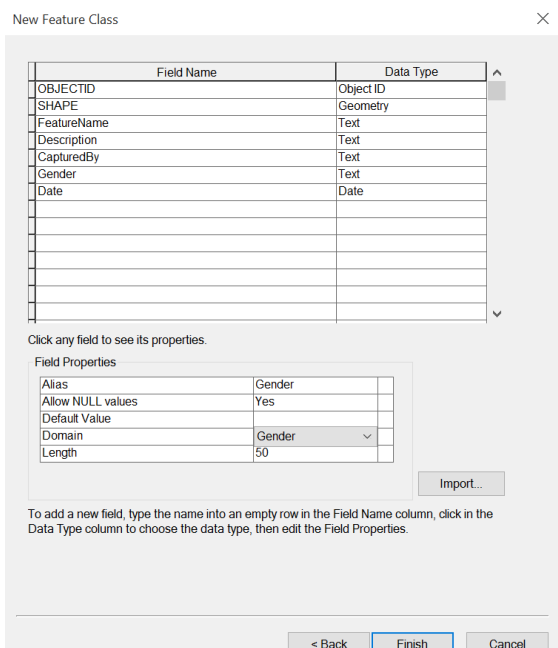 New Feature Class
Field Name Data Type
OBJECTID Object ID
SHAPE Geometry
FeatureName Text
Description Text
CapturedBy Text
Gender Text
Date Date
Click any field to see its properties.
Field Properties
Alias Gender
Allow NULL values Yes
Default Value
Domain Gender
Length 50
Import...
To add a new field, type the name into an empty row in the Field Name column, click in the
Data Type column to choose the data type, then edit the Field Properties.
< Back Finish Cancel